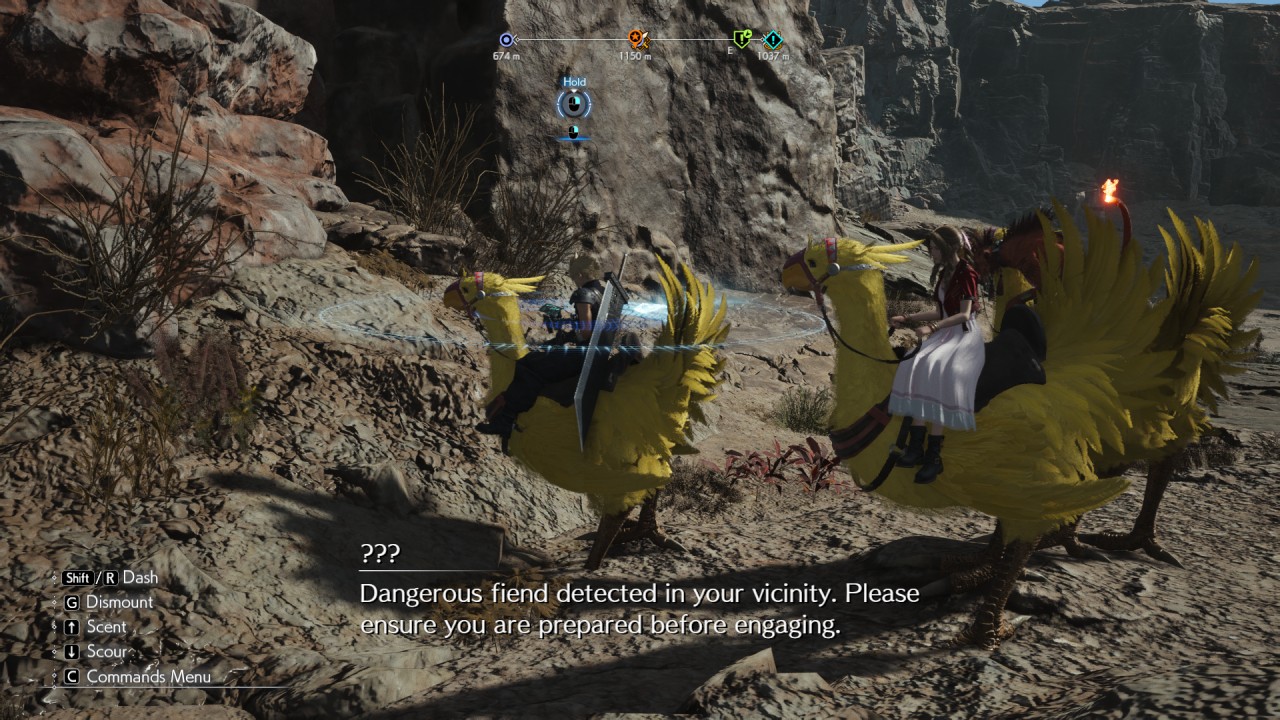 674 m
1150 m
E
1037 m
Hold
???
Dangerous fiend detected in your vicinity. Please
ensure you are prepared before engaging.
Shift / R Dash
G Dismount
↑ Scent
↓ Scour
C Commands Menu